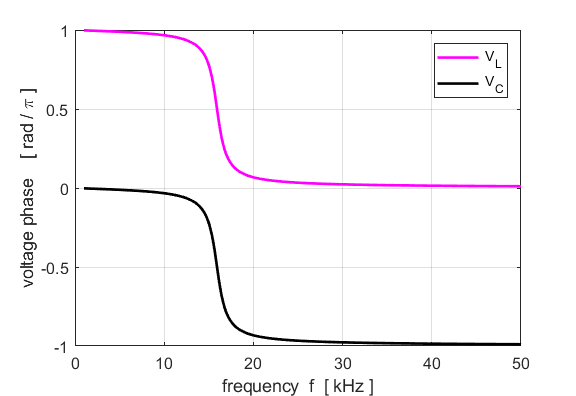 1
0.5
0
-0.5
-1
0 10 20 30 40 50
voltage phase [ rad / π ]
frequency f [ kHz ]
V_L
V_C